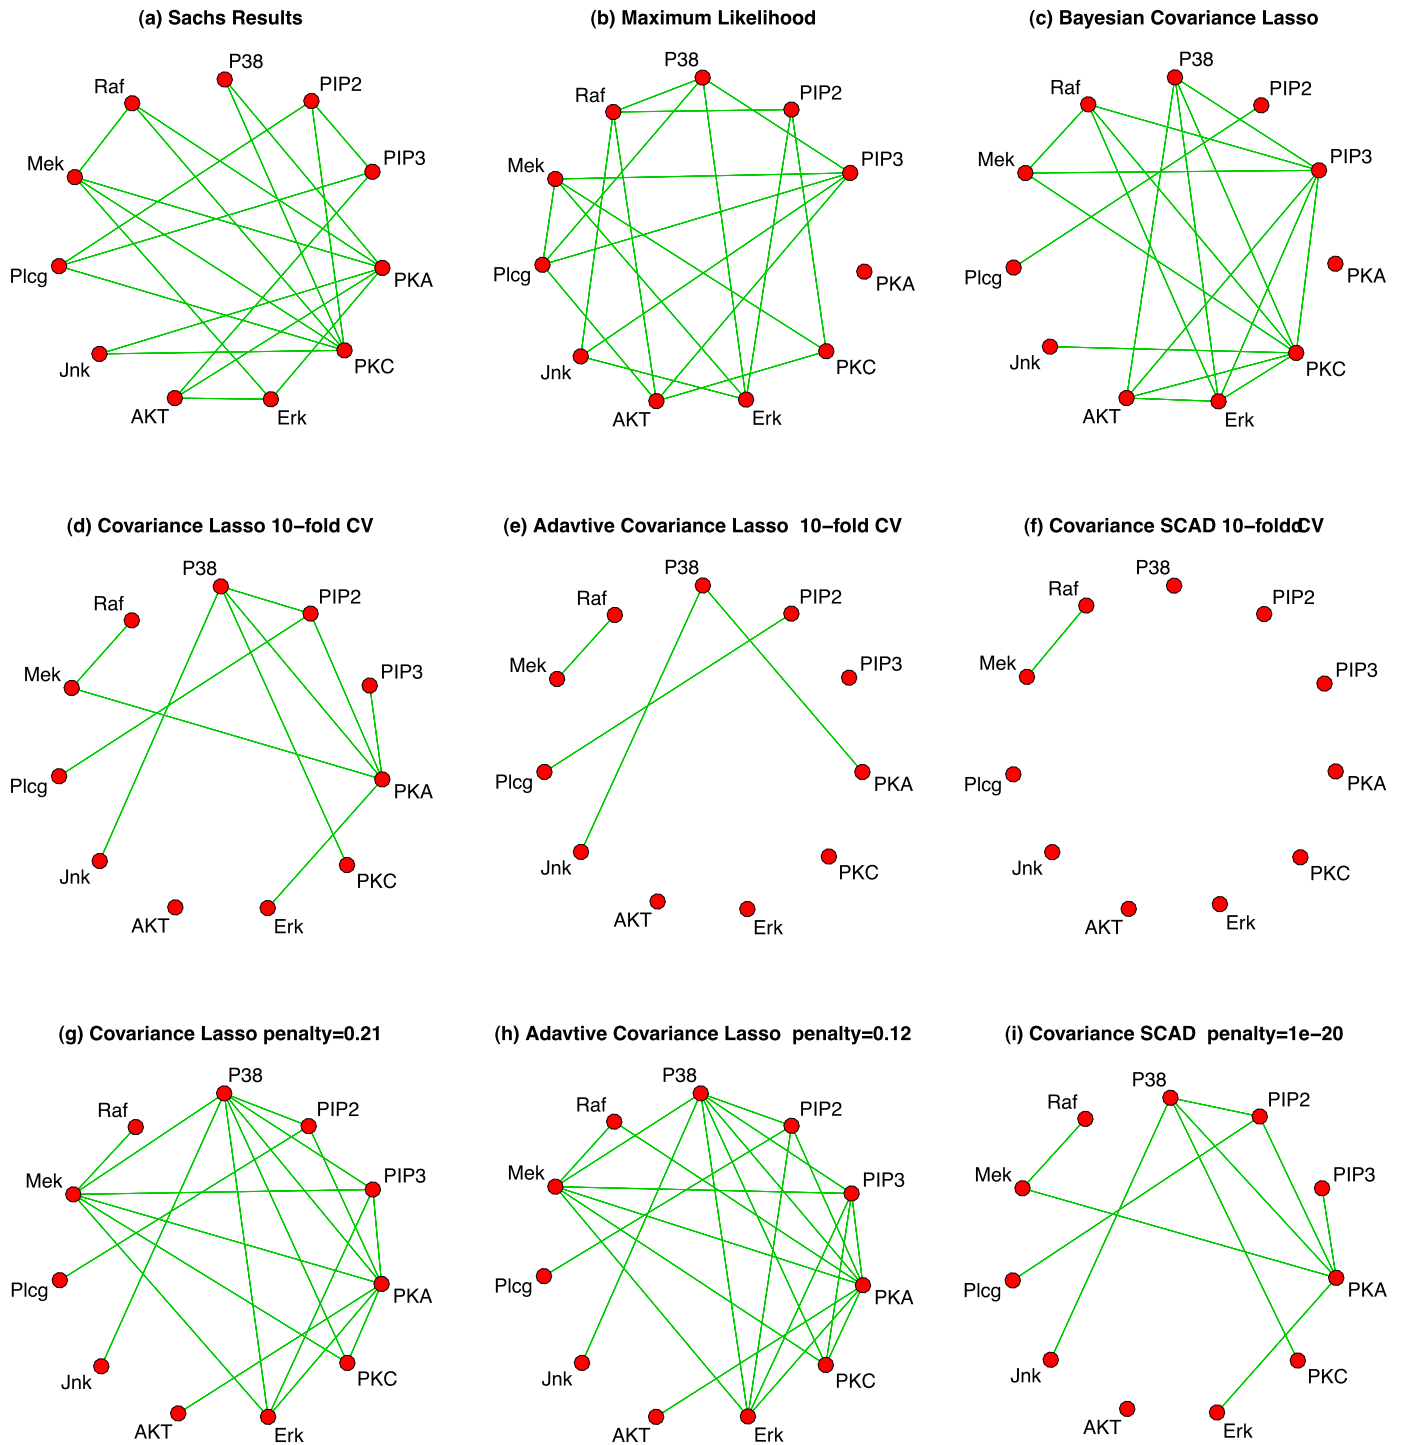 (a) Sachs Results
P38
PIP2
Raf
PIP3
Mek
Plcg
PKA
Jnk
PKC
AKT
Erk
(b) Maximum Likelihood
P38
PIP2
Raf
PIP3
Mek
Plcg
PKA
Jnk
PKC
AKT
Erk
(c) Bayesian Covariance Lasso
P38
PIP2
Raf
PIP3
Mek
Plcg
PKA
Jnk
PKC
AKT
Erk
(d) Covariance Lasso 10−fold CV
P38
PIP2
Raf
PIP3
Mek
Plcg
PKA
Jnk
PKC
AKT
Erk
(e) Adavtive Covariance Lasso 10−fold CV
P38
PIP2
Raf
PIP3
Mek
Plcg
PKA
Jnk
PKC
AKT
Erk
(f) Covariance SCAD 10−folddCV
P38
PIP2
Raf
PIP3
Mek
Plcg
PKA
Jnk
PKC
AKT
Erk
(g) Covariance Lasso penalty=0.21
P38
PIP2
Raf
PIP3
Mek
Plcg
PKA
Jnk
PKC
AKT
Erk
(h) Adavtive Covariance Lasso penalty=0.12
P38
PIP2
Raf
PIP3
Mek
Plcg
PKA
Jnk
PKC
AKT
Erk
(i) Covariance SCAD penalty=1e−20
P38
PIP2
Raf
PIP3
Mek
Plcg
PKA
Jnk
PKC
AKT
Erk